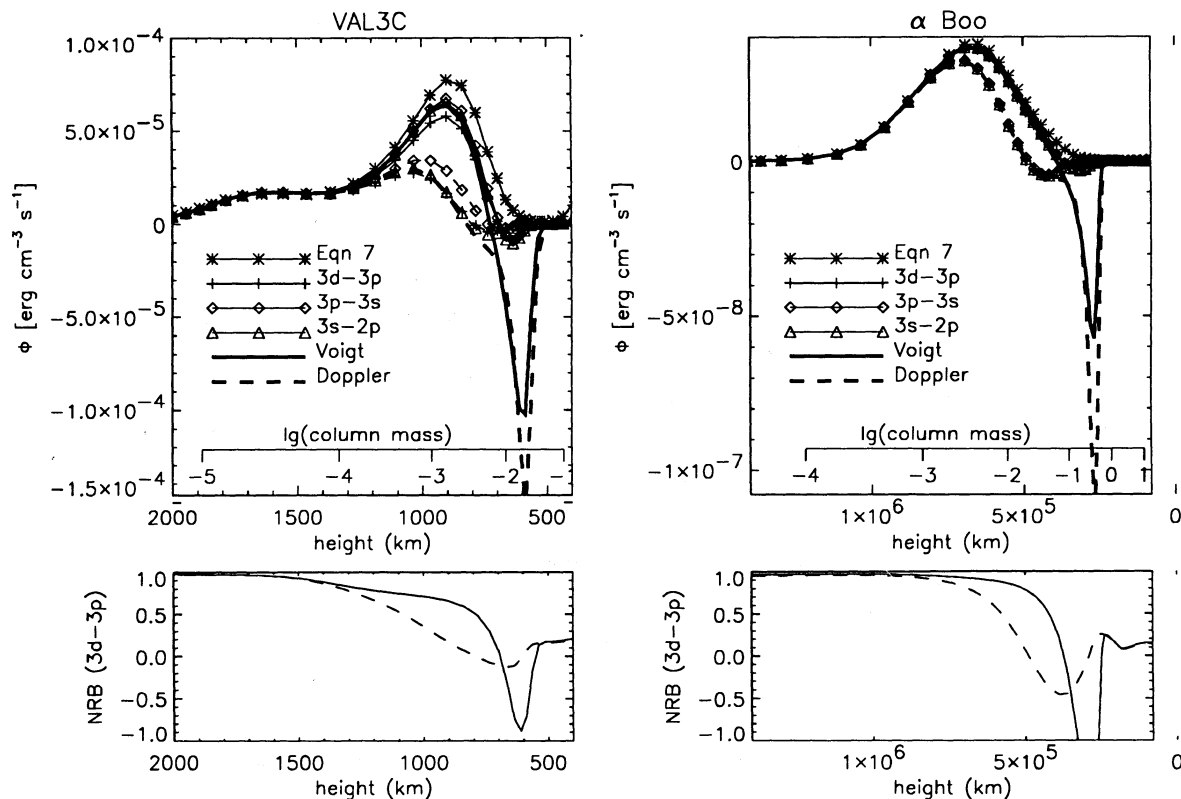 VAL3C
1.0×10⁻⁴
5.0×10⁻⁵
0
-5.0×10⁻⁵
-1.0×10⁻⁴
-1.5×10⁻⁴
Φ [erg cm⁻³ s⁻¹]
Eqn 7
3d-3p
3p-3s
3s-2p
Voigt
Doppler
lg(column mass)
-5 -4 -3 -2 -
2000 1500 1000 500
height (km)
α Boo
0
-5×10⁻⁸
-1×10⁻⁷
Φ [erg cm⁻³ s⁻¹]
Eqn 7
3d-3p
3p-3s
3s-2p
Voigt
Doppler
lg(column mass)
-4 -3 -2 -1 0 1
1×10⁶ 5×10⁵ 0
height (km)
NRB (3d-3p)
1.0
0.5
0.0
-0.5
-1.0
2000 1500 1000 500
height (km)
NRB (3d-3p)
1.0
0.5
0.0
-0.5
-1.0
1×10⁶ 5×10⁵ 0
height (km)